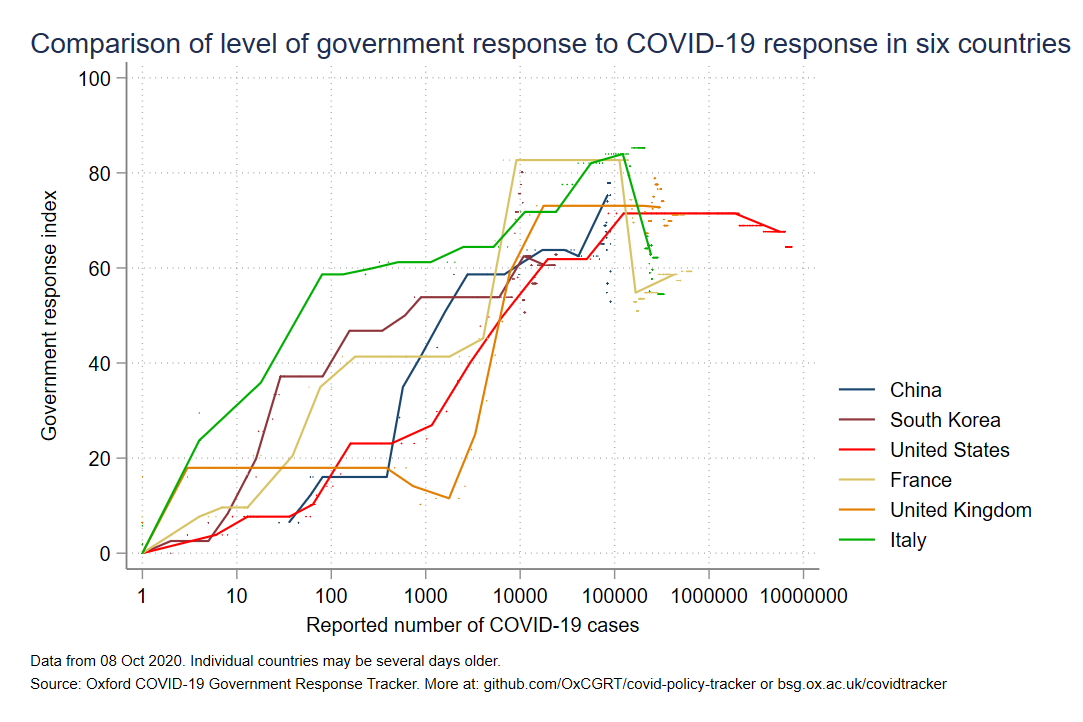 Comparison of level of government response to COVID-19 response in six countries
100
80
60
40
20
0
Government response index
1 10 100 1000 10000 100000 1000000 10000000
Reported number of COVID-19 cases
China
South Korea
United States
France
United Kingdom
Italy
Data from 08 Oct 2020. Individual countries may be several days older.
Source: Oxford COVID-19 Government Response Tracker. More at: github.com/OxCGRT/covid-policy-tracker or bsg.ox.ac.uk/covidtracker